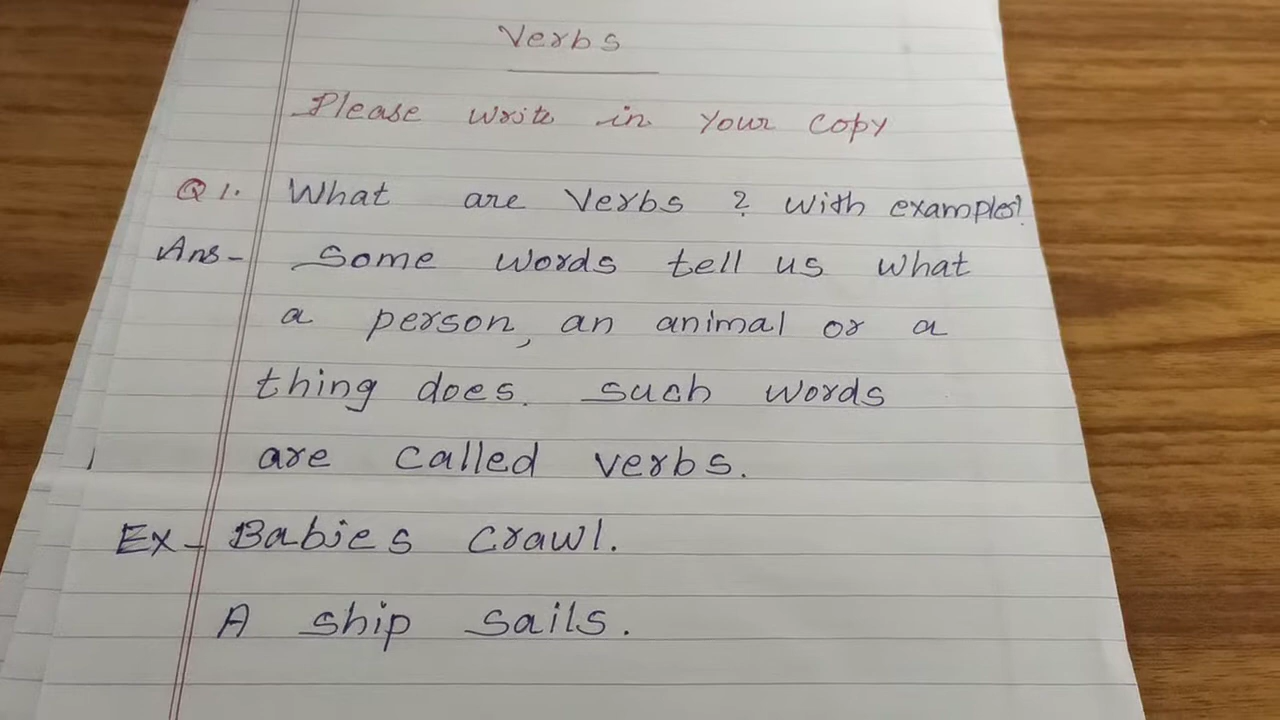 Verbs
Please write in your copy
Q 1. What are Verbs ? with examples?
Ans- Some words tell us what
a person, an animal or a
thing does. Such words
are called verbs.
Ex- Babies crawl.
A ship sails.